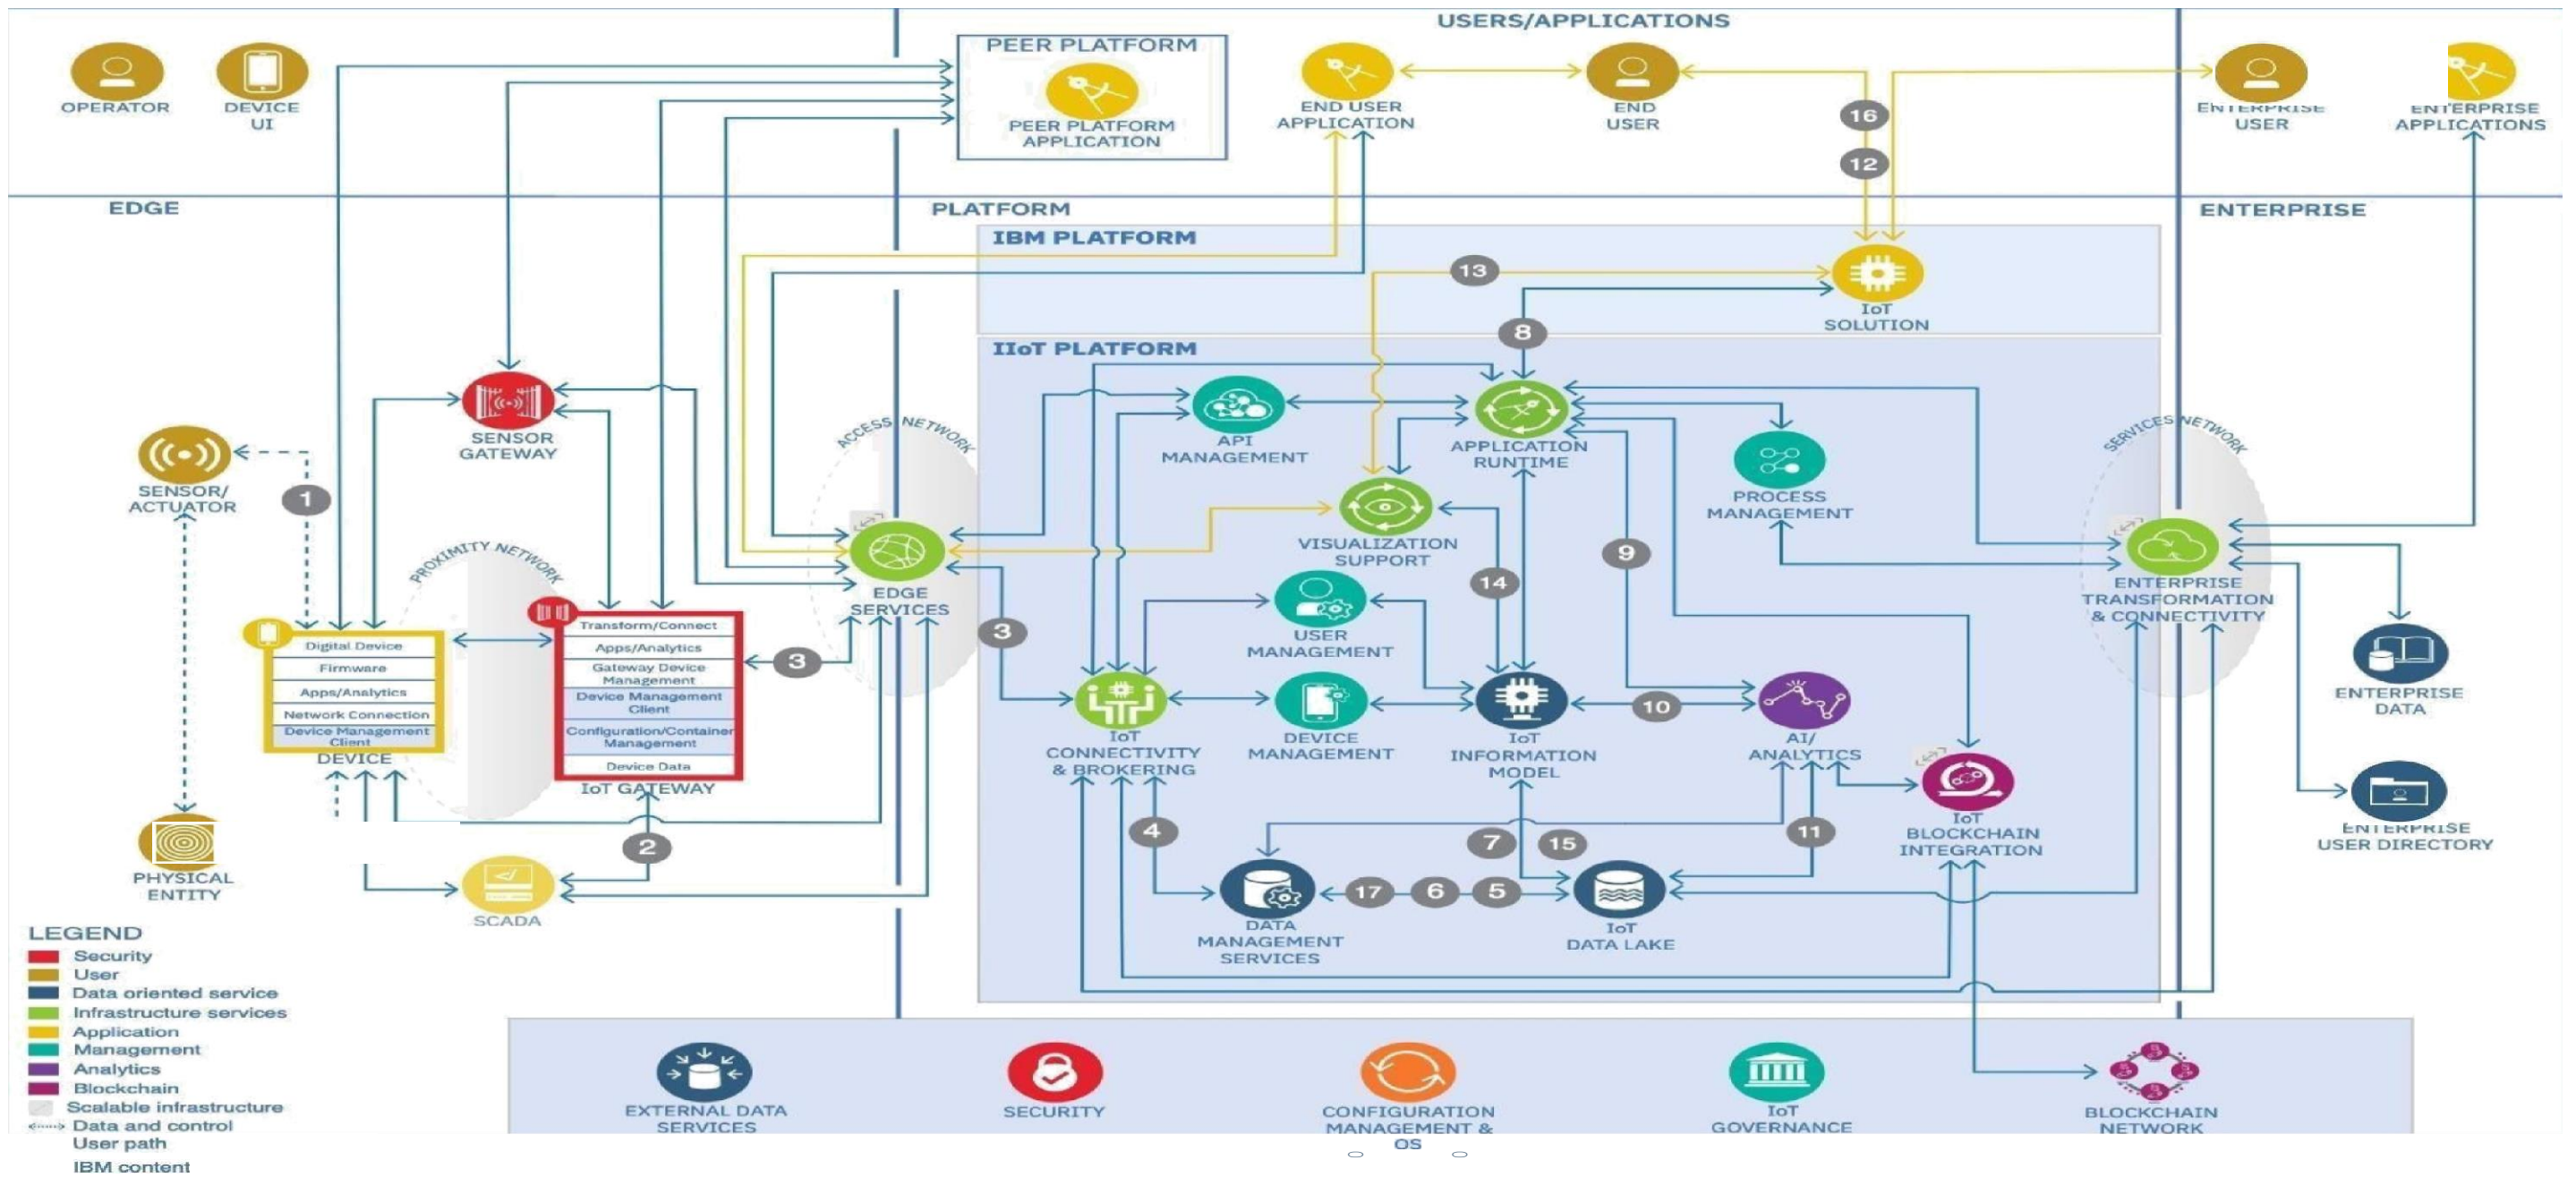 USERS/APPLICATIONS
OPERATOR
DEVICE
UI
PEER PLATFORM
PEER PLATFORM
APPLICATION
END USER
APPLICATION
END
USER
16
12
ENTERPRISE
USER
ENTERPRISE
APPLICATIONS
EDGE
PLATFORM
ENTERPRISE
IBM PLATFORM
13
IoT
SOLUTION
8
IIoT PLATFORM
SENSOR
GATEWAY
ACCESS NETWORK
API
MANAGEMENT
APPLICATION
RUNTIME
PROCESS
MANAGEMENT
SERVICES NETWORK
SENSOR/
ACTUATOR
1
PROXIMITY NETWORK
VISUALIZATION
SUPPORT
9
14
EDGE
SERVICES
3
3
USER
MANAGEMENT
ENTERPRISE
TRANSFORMATION
& CONNECTIVITY
Digital Device
Firmware
Apps/Analytics
Network Connection
Device Management
Client
DEVICE
Transform/Connect
Apps/Analytics
Gateway Device
Management
Device Management
Client
Configuration/Container
Management
Device Data
IoT GATEWAY
IoT
CONNECTIVITY
& BROKERING
DEVICE
MANAGEMENT
IoT
INFORMATION
MODEL
10
AI/
ANALYTICS
ENTERPRISE
DATA
2
4
7
15
11
IoT
BLOCKCHAIN
INTEGRATION
ENTERPRISE
USER DIRECTORY
PHYSICAL
ENTITY
SCADA
17
6
5
DATA
MANAGEMENT
SERVICES
IoT
DATA LAKE
LEGEND
Security
User
Data oriented service
Infrastructure services
Application
Management
Analytics
Blockchain
Scalable infrastructure
Data and control
User path
IBM content
EXTERNAL DATA
SERVICES
SECURITY
CONFIGURATION
MANAGEMENT &
OS
IoT
GOVERNANCE
BLOCKCHAIN
NETWORK